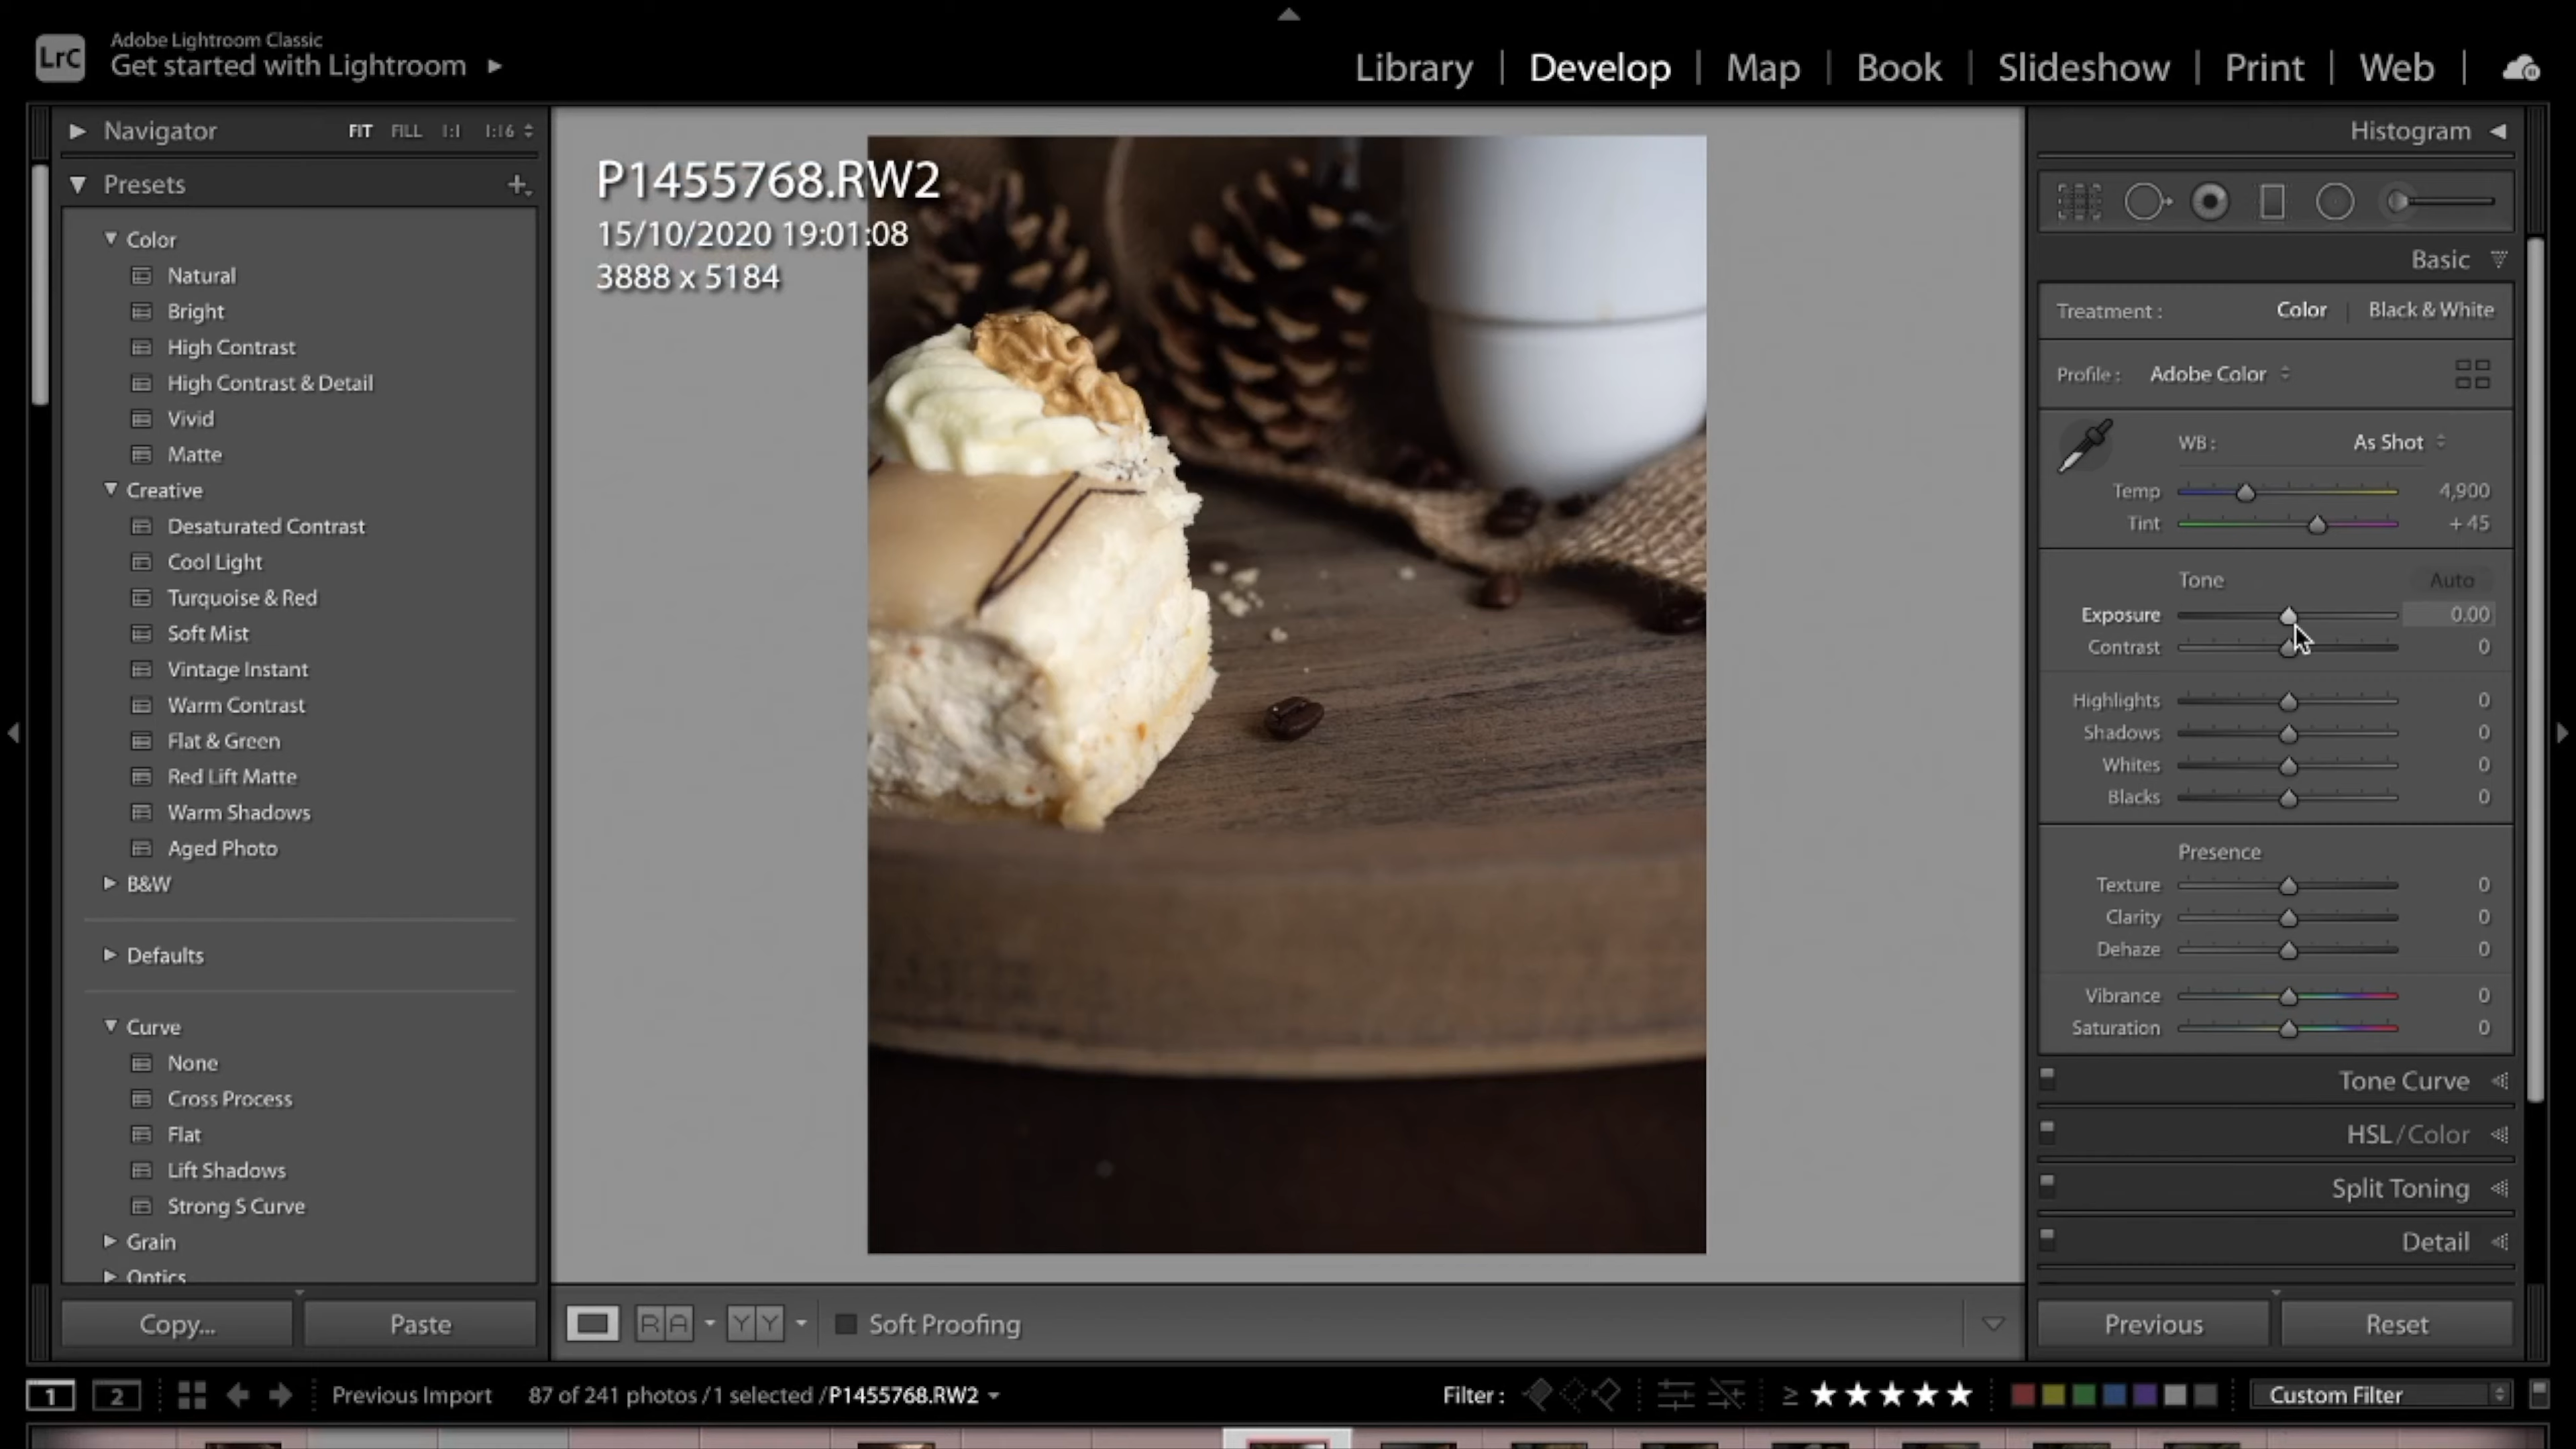 Adobe Lightroom Classic
LrC Get started with Lightroom
Library | Develop | Map | Book | Slideshow | Print | Web |
Navigator FIT FILL 1:1 1:16
Presets
Color
Natural
Bright
High Contrast
High Contrast & Detail
Vivid
Matte
Creative
Desaturated Contrast
Cool Light
Turquoise & Red
Soft Mist
Vintage Instant
Warm Contrast
Flat & Green
Red Lift Matte
Warm Shadows
Aged Photo
B&W
Defaults
Curve
None
Cross Process
Flat
Lift Shadows
Strong S Curve
Grain
Optics
Copy... Paste
P1455768.RW2
15/10/2020 19:01:08
3888 x 5184
Soft Proofing
Histogram
Basic
Treatment : Color | Black & White
Profile : Adobe Color
WB : As Shot
Temp 4,900
Tint + 45
Tone Auto
Exposure 0.00
Contrast 0
Highlights 0
Shadows 0
Whites 0
Blacks 0
Presence
Texture 0
Clarity 0
Dehaze 0
Vibrance 0
Saturation 0
Tone Curve
HSL / Color
Split Toning
Detail
Previous Reset
1 2 Previous Import 87 of 241 photos / 1 selected / P1455768.RW2 Filter : ≥ ★★★★★ Custom Filter